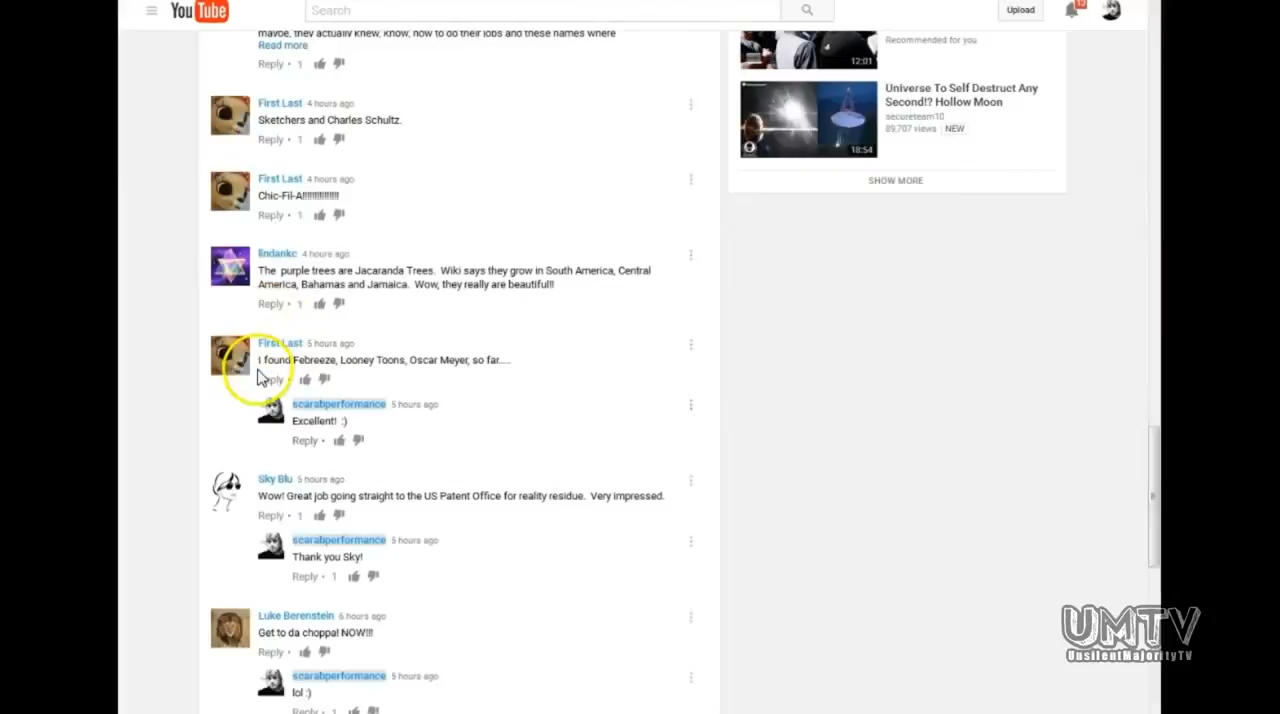 YouTube
Search
Upload
13
maybe, they actually knew, know, how to do their jobs and these names where
Read more
Reply • 1
First Last 4 hours ago
Sketchers and Charles Schultz.
Reply • 1
First Last 4 hours ago
Chic-Fil-A!!!!!!!!!!!!!!!
Reply • 1
lindankc 4 hours ago
The purple trees are Jacaranda Trees. Wiki says they grow in South America, Central
America, Bahamas and Jamaica. Wow, they really are beautiful!!
Reply • 1
First Last 5 hours ago
I found Febreeze, Looney Toons, Oscar Meyer, so far.....
Reply •
scarabperformance 5 hours ago
Excellent! :)
Reply •
Sky Blu 5 hours ago
Wow! Great job going straight to the US Patent Office for reality residue. Very impressed.
Reply • 1
scarabperformance 5 hours ago
Thank you Sky!
Reply • 1
Luke Berenstein 6 hours ago
Get to da choppa! NOW!!!
Reply •
scarabperformance 5 hours ago
lol :)
Reply • 1
12:01
Recommended for you
18:54
Universe To Self Destruct Any
Second!? Hollow Moon
secureteam10
89,707 views NEW
SHOW MORE
UMTV
UnsilentMajorityTV